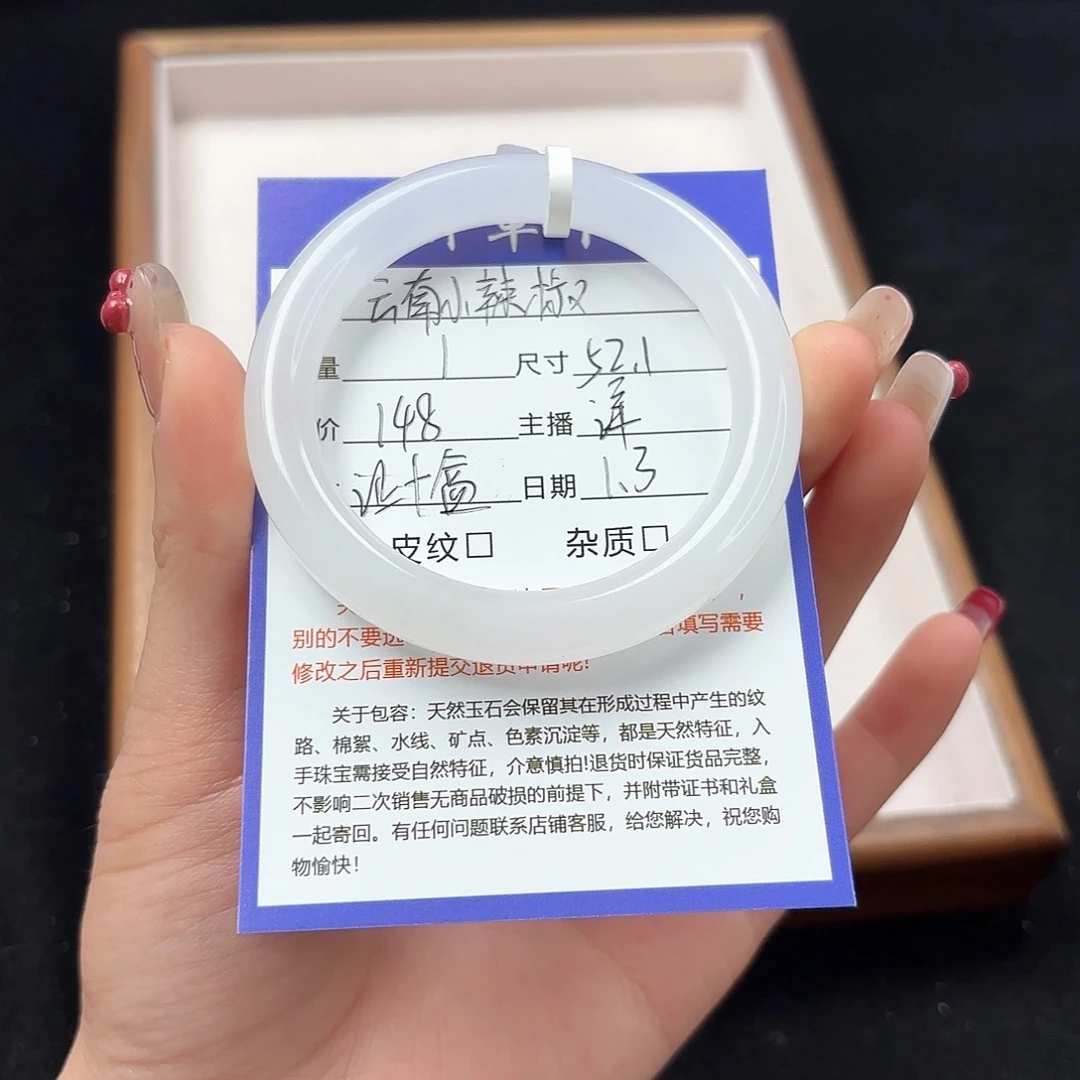 云南小辣椒
量 1 尺寸 52.1
价 148 主播 洋
证+盒 日期 1.3
皮纹☐ 杂质☐
别的不要选 填写需要
修改之后重新提交退货申请呢!
关于包容：天然玉石会保留其在形成过程中产生的纹
路、棉絮、水线、矿点、色素沉淀等，都是天然特征，入
手珠宝需接受自然特征，介意慎拍!退货时保证货品完整，
不影响二次销售无商品破损的前提下，并附带证书和礼盒
一起寄回。有任何问题联系店铺客服，给您解决，祝您购
物愉快！